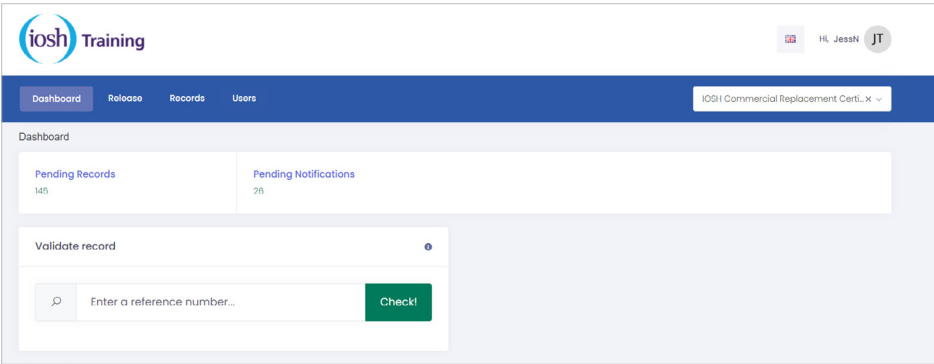 iosh Training
Hi, JessN JT
Dashboard Release Records Users
IOSH Commercial Replacement Certi...x
Dashboard
Pending Records Pending Notifications
145 26
Validate record
Enter a reference number...
Check!